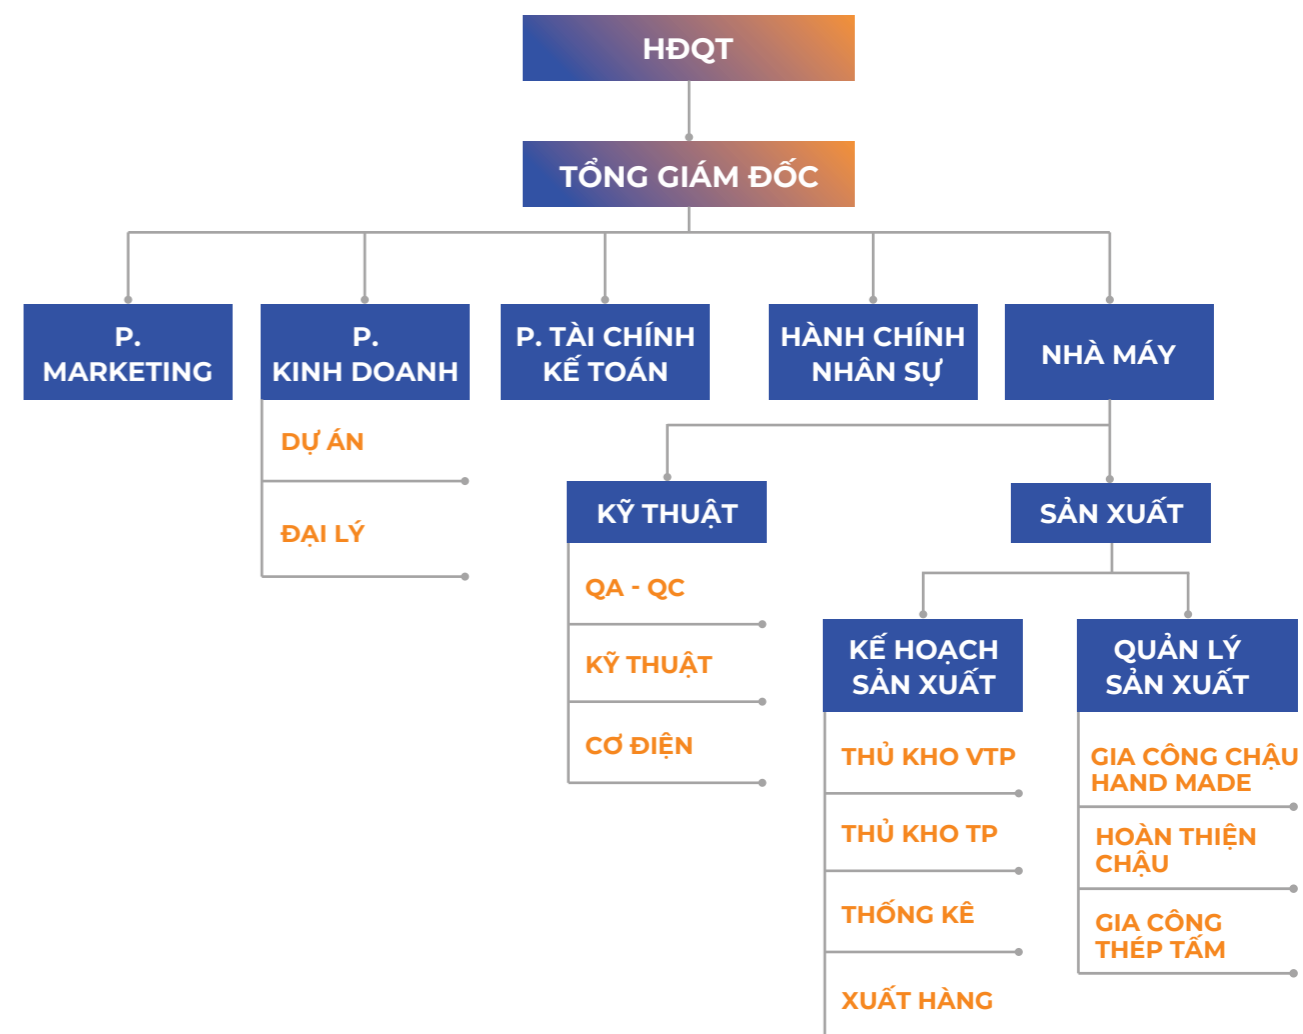 HĐQT
TỔNG GIÁM ĐỐC
P.
MARKETING
P.
KINH DOANH
P. TÀI CHÍNH
KẾ TOÁN
HÀNH CHÍNH
NHÂN SỰ
NHÀ MÁY
DỰ ÁN
ĐẠI LÝ
KỸ THUẬT
QA - QC
KỸ THUẬT
CƠ ĐIỆN
SẢN XUẤT
KẾ HOẠCH
SẢN XUẤT
THỦ KHO VTP
THỦ KHO TP
THỐNG KÊ
XUẤT HÀNG
QUẢN LÝ
SẢN XUẤT
GIA CÔNG CHẬU
HAND MADE
HOÀN THIỆN
CHẬU
GIA CÔNG
THÉP TẤM